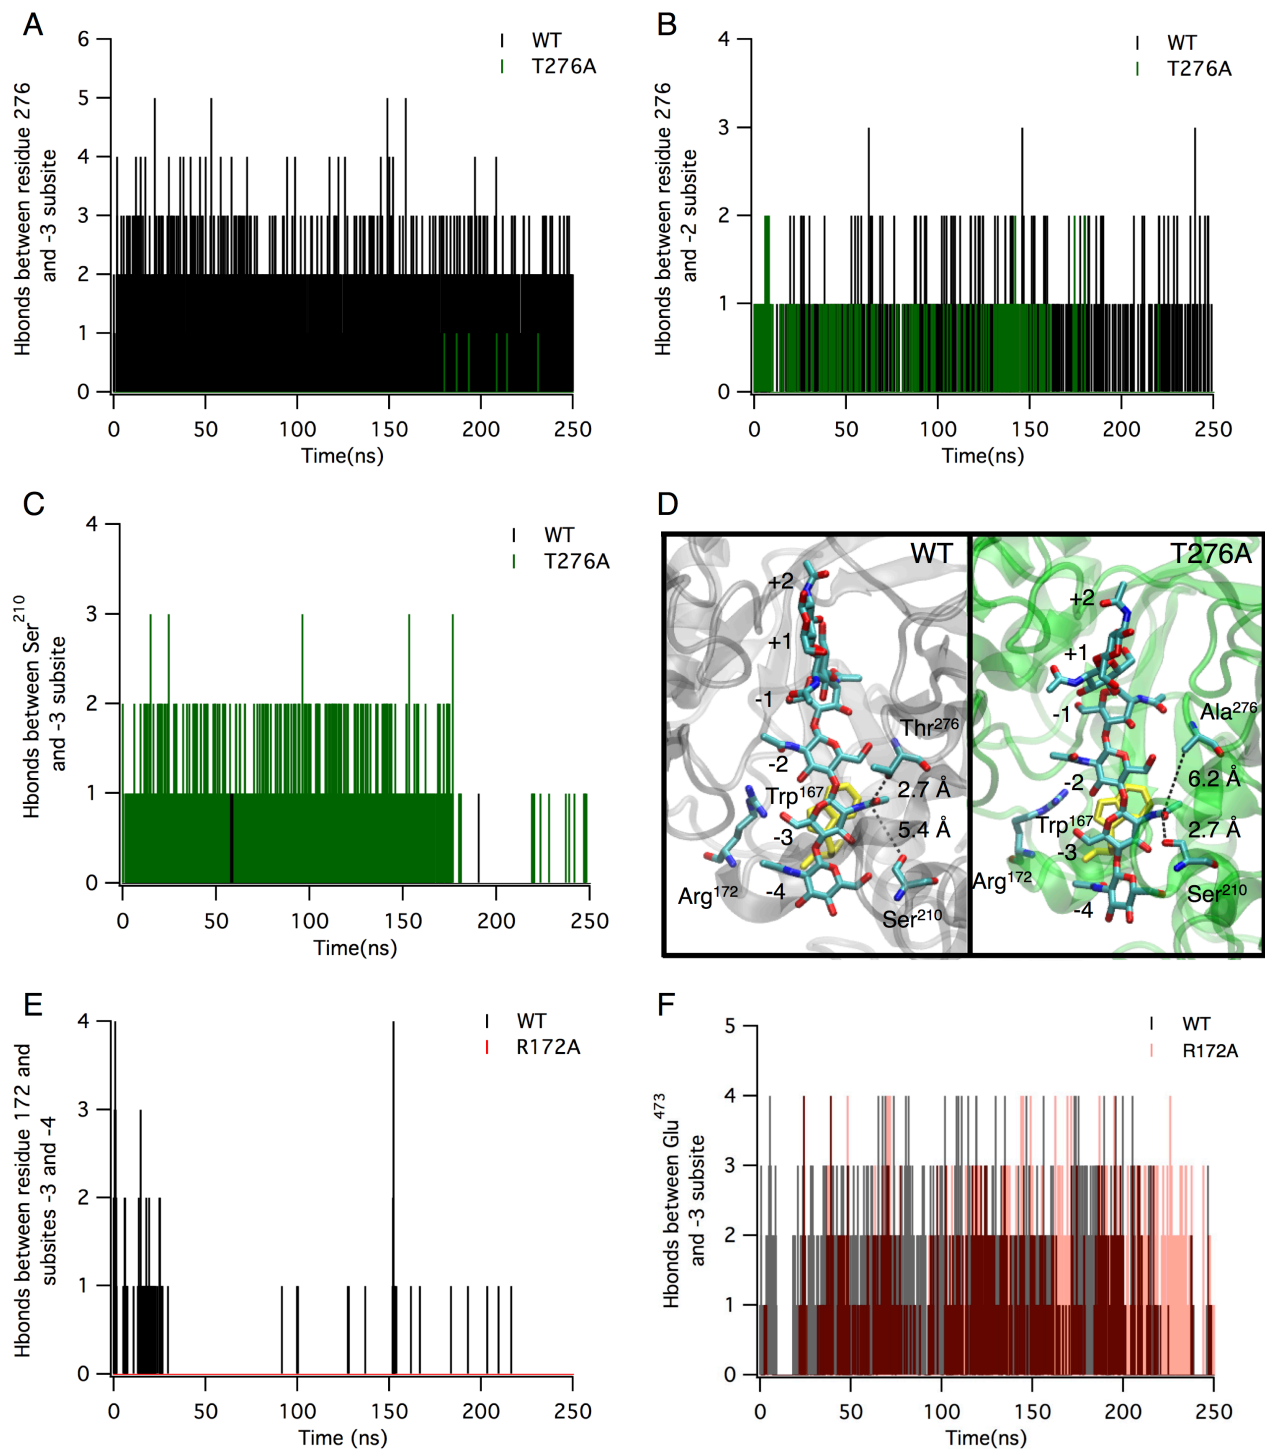 A
Hbonds between residue 276
and -3 subsite
6
5
4
3
2
1
0
WT
T276A
0 50 100 150 200 250
Time(ns)
B
Hbonds between residue 276
and -2 subsite
4
3
2
1
0
WT
T276A
0 50 100 150 200 250
Time(ns)
C
Hbonds between Ser210
and -3 subsite
4
3
2
1
0
WT
T276A
0 50 100 150 200 250
Time(ns)
D
WT
+2
+1
-1
Thr276
-2
2.7 Å
Trp167
5.4 Å
-3
Arg172
-4
Ser210
T276A
+2
+1
-1
Ala276
-2
6.2 Å
Trp167
2.7 Å
-3
Arg172
Ser210
-4
E
Hbonds between residue 172 and
subsites -3 and -4
4
3
2
1
0
WT
R172A
0 50 100 150 200 250
Time (ns)
F
Hbonds between Glu473
and -3 subsite
5
4
3
2
1
0
WT
R172A
0 50 100 150 200 250
Time(ns)